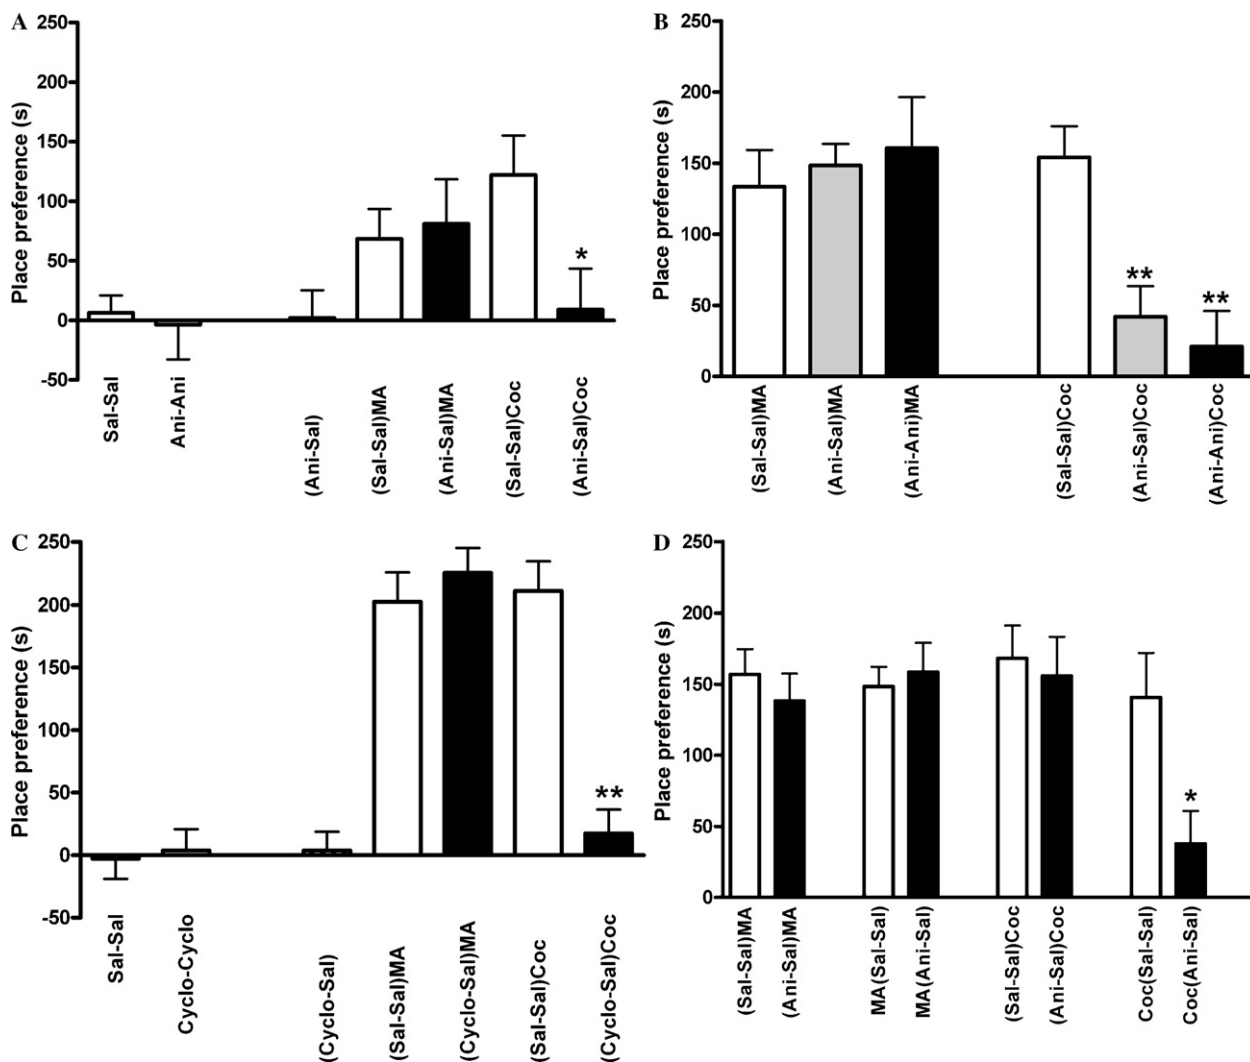 A
Place preference (s)
250
200
150
100
50
0
-50
*
Sal-Sal
Ani-Ani
(Ani-Sal)
(Sal-Sal)MA
(Ani-Sal)MA
(Sal-Sal)Coc
(Ani-Sal)Coc
B
Place preference (s)
250
200
150
100
50
0
**
**
(Sal-Sal)MA
(Ani-Sal)MA
(Ani-Ani)MA
(Sal-Sal)Coc
(Ani-Sal)Coc
(Ani-Ani)Coc
C
Place preference (s)
250
200
150
100
50
0
-50
**
Sal-Sal
Cyclo-Cyclo
(Cyclo-Sal)
(Sal-Sal)MA
(Cyclo-Sal)MA
(Sal-Sal)Coc
(Cyclo-Sal)Coc
D
Place preference (s)
250
200
150
100
50
0
*
(Sal-Sal)MA
(Ani-Sal)MA
MA(Sal-Sal)
MA(Ani-Sal)
(Sal-Sal)Coc
(Ani-Sal)Coc
Coc(Sal-Sal)
Coc(Ani-Sal)